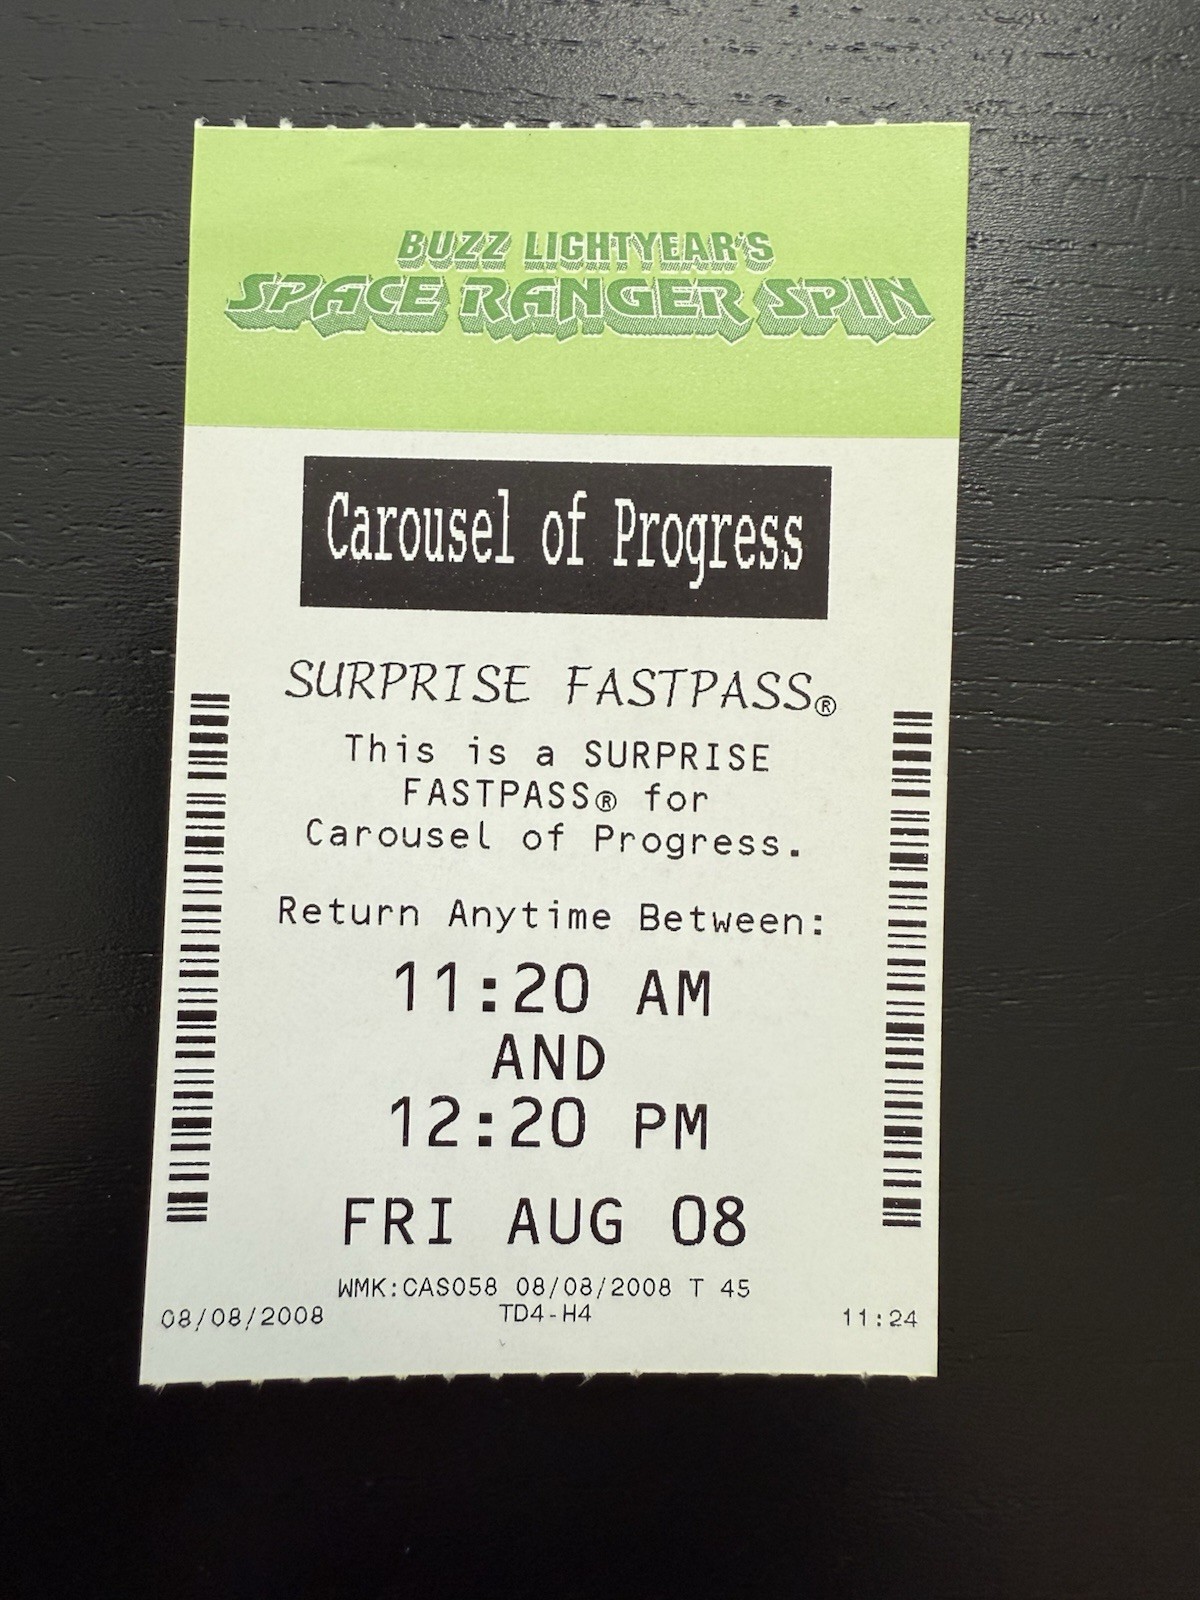 BUZZ LIGHTYEAR'S
SPACE RANGER SPIN
Carousel of Progress
SURPRISE FASTPASS®
This is a SURPRISE
FASTPASS® for
Carousel of Progress.
Return Anytime Between:
11:20 AM
AND
12:20 PM
FRI AUG 08
WMK:CAS058 08/08/2008 T 45
08/08/2008 TD4-H4 11:24